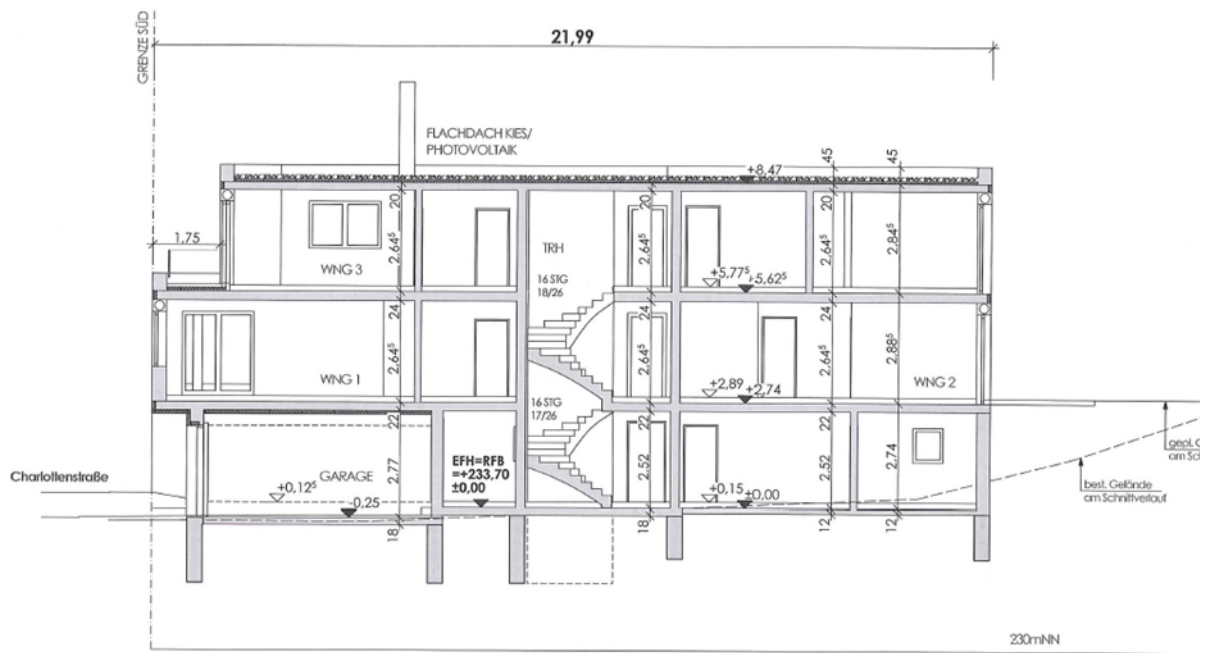 21,99
GRENZE SÜD
FLACHDACH KIES/
PHOTOVOLTAIK
+8,47
45
45
20
20
20
1,75
2,64⁵
2,64⁵
2,64⁵
2,84⁵
WNG 3
TRH
16 STG
18/26
+5,77⁵
+5,62⁵
24
24
24
24
2,64⁵
2,64⁵
2,64⁵
2,88⁵
WNG 1
WNG 2
+2,89
+2,74
16 STG
17/26
22
22
22
GARAGE
2,77
2,52
2,52
2,74
EFH=RFB
=+233,70
±0,00
Charlottenstraße
+0,12⁵
-0,25
+0,15
±0,00
18
18
12
12
gepl. G
am Sch
best. Gelände
am Schnittverlauf
230mNN